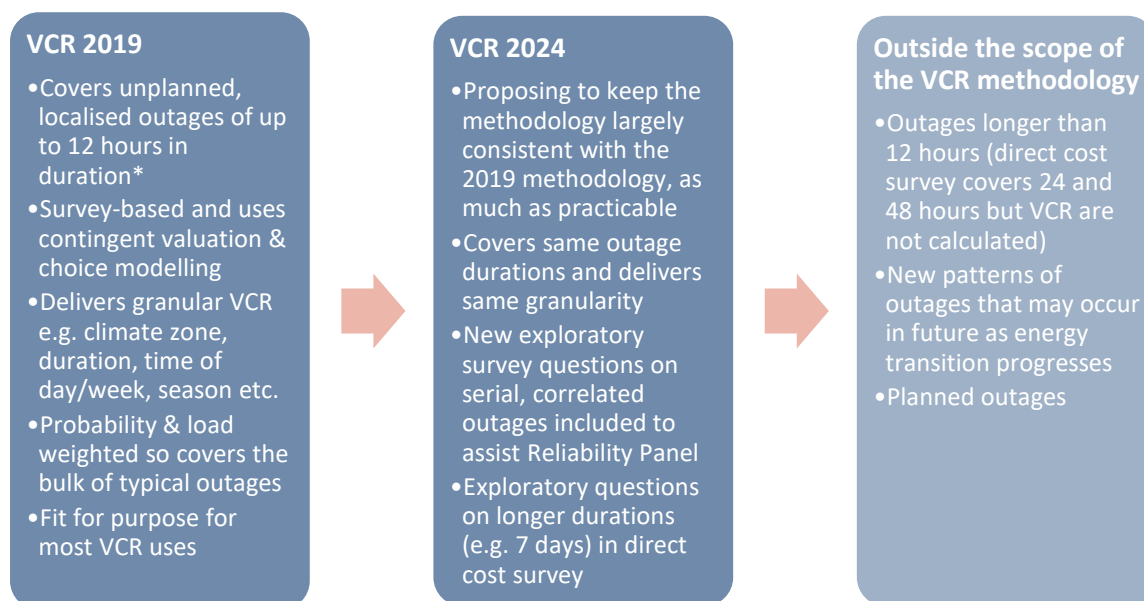 VCR 2019
•Covers unplanned,
localised outages of up
to 12 hours in
duration*
•Survey-based and uses
contingent valuation &
choice modelling
•Delivers granular VCR
e.g. climate zone,
duration, time of
day/week, season etc.
•Probability & load
weighted so covers the
bulk of typical outages
•Fit for purpose for
most VCR uses
VCR 2024
•Proposing to keep the
methodology largely
consistent with the
2019 methodology, as
much as practicable
•Covers same outage
durations and delivers
same granularity
•New exploratory
survey questions on
serial, correlated
outages included to
assist Reliability Panel
•Exploratory questions
on longer durations
(e.g. 7 days) in direct
cost survey
Outside the scope of
the VCR methodology
•Outages longer than
12 hours (direct cost
survey covers 24 and
48 hours but VCR are
not calculated)
•New patterns of
outages that may occur
in future as energy
transition progresses
•Planned outages